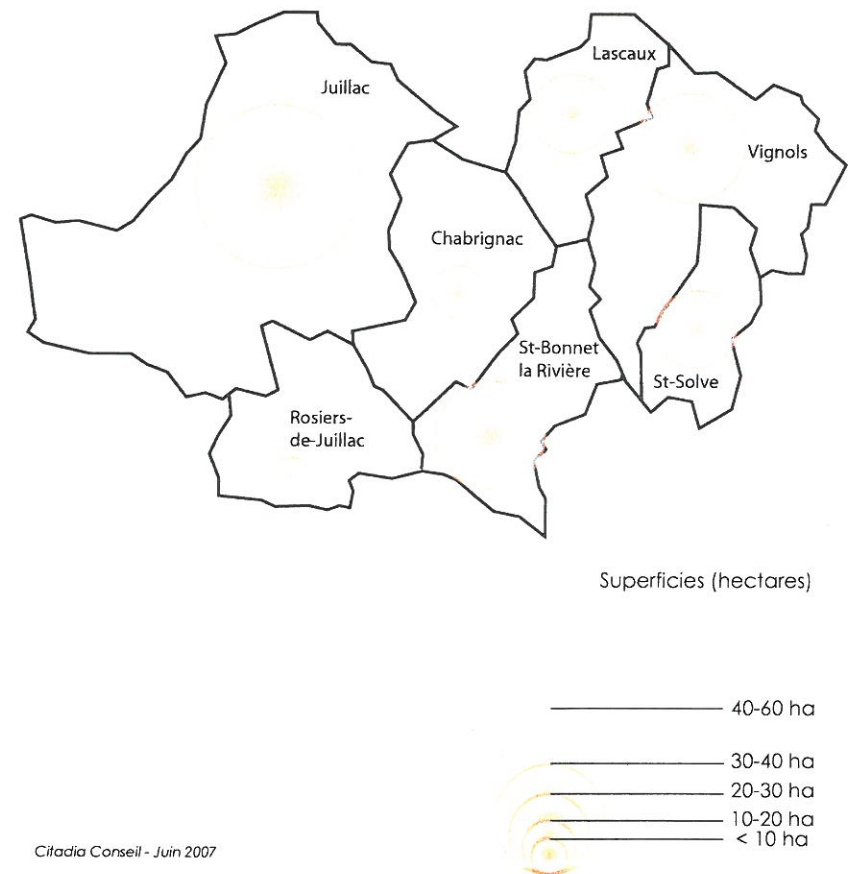 Lascaux
Juillac
Vignols
Chabrignac
St-Bonnet
la Rivière
St-Solve
Rosiers-
de-Juillac
Superficies (hectares)
40-60 ha
30-40 ha
20-30 ha
10-20 ha
< 10 ha
Citadia Conseil - Juin 2007